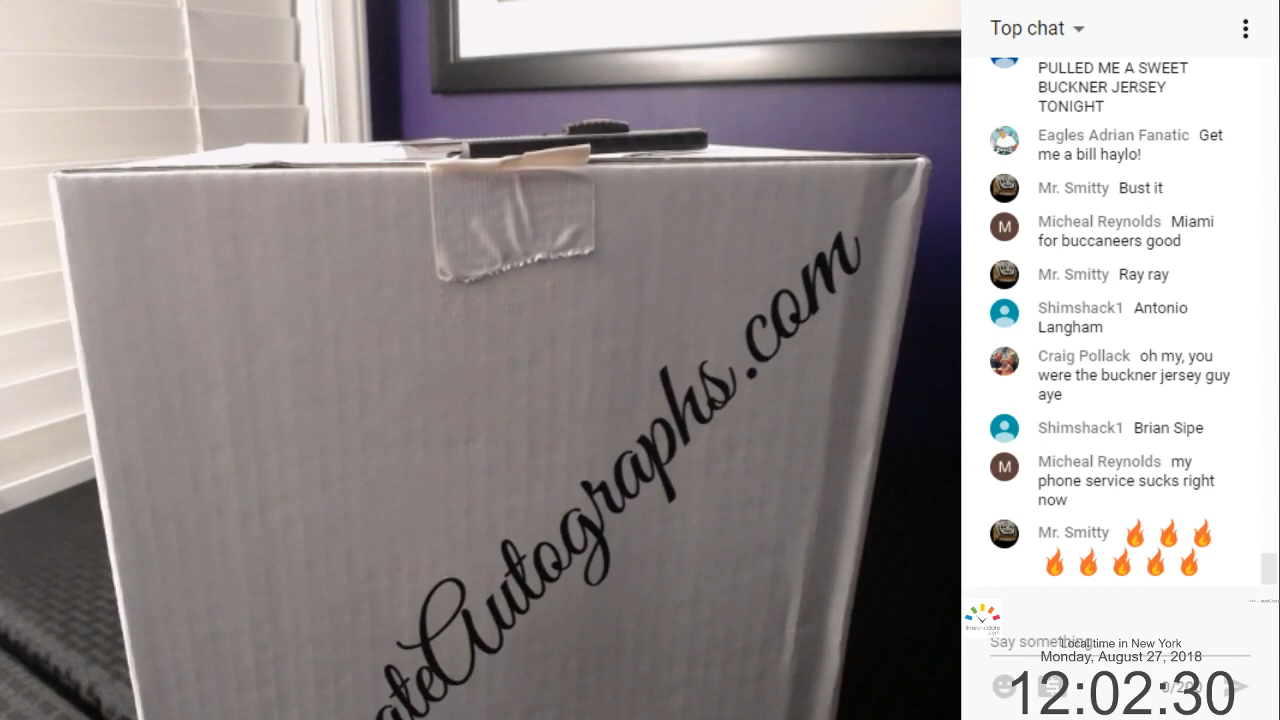 ateAutographs.com
Top chat
PULLED ME A SWEET
BUCKNER JERSEY
TONIGHT
Eagles Adrian Fanatic Get
me a bill haylo!
Mr. Smitty Bust it
M Micheal Reynolds Miami
for buccaneers good
Mr. Smitty Ray ray
Shimshack1 Antonio
Langham
Craig Pollack oh my, you
were the buckner jersey guy
aye
Shimshack1 Brian Sipe
M Micheal Reynolds my
phone service sucks right
now
Mr. Smitty 🔥 🔥 🔥
🔥 🔥 🔥 🔥 🔥
timeanddate
.com
Say something...
Local time in New York
Monday, August 27, 2018
12:02:30